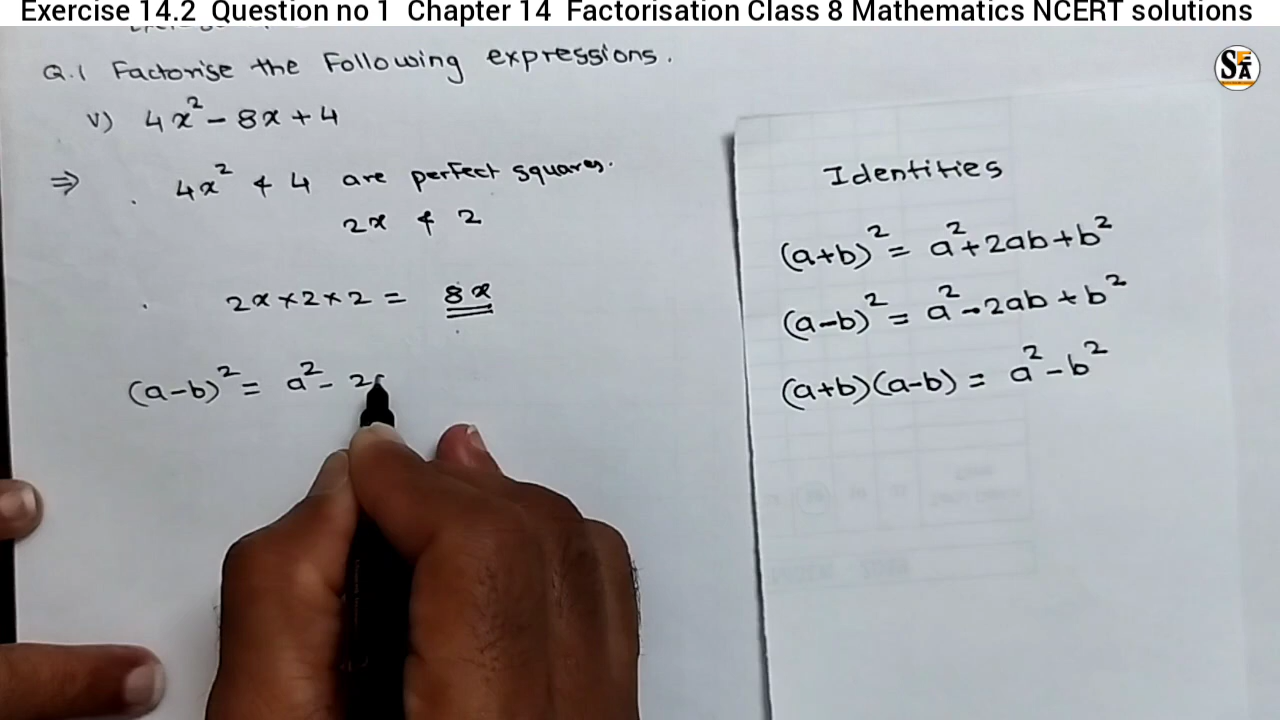 Exercise 14.2 Question no 1 Chapter 14 Factorisation Class 8 Mathematics NCERT solutions
Q.1 Factorise the Following expressions.
v) 4x² - 8x + 4
⇒ 4x² & 4 are perfect squares.
2x & 2
2x × 2 × 2 = 8x
(a-b)² = a² - 2
Identities
(a+b)² = a² + 2ab + b²
(a-b)² = a² - 2ab + b²
(a+b)(a-b) = a² - b²
SFA